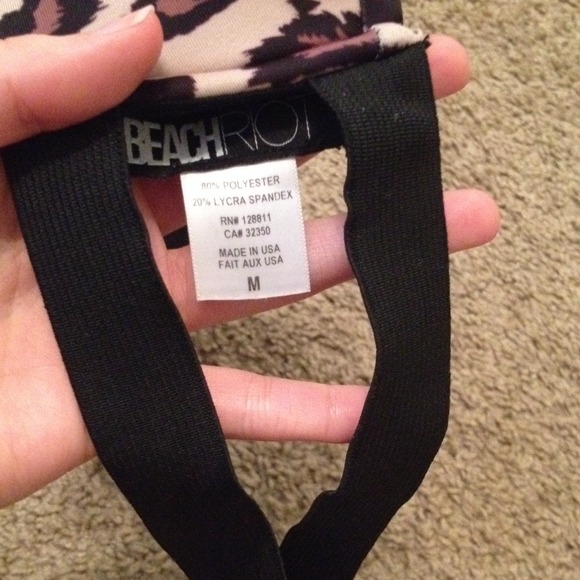 BEACHRIOT
80% POLYESTER
20% LYCRA SPANDEX
RN# 128811
CA# 32350
MADE IN USA
FAIT AUX USA
M